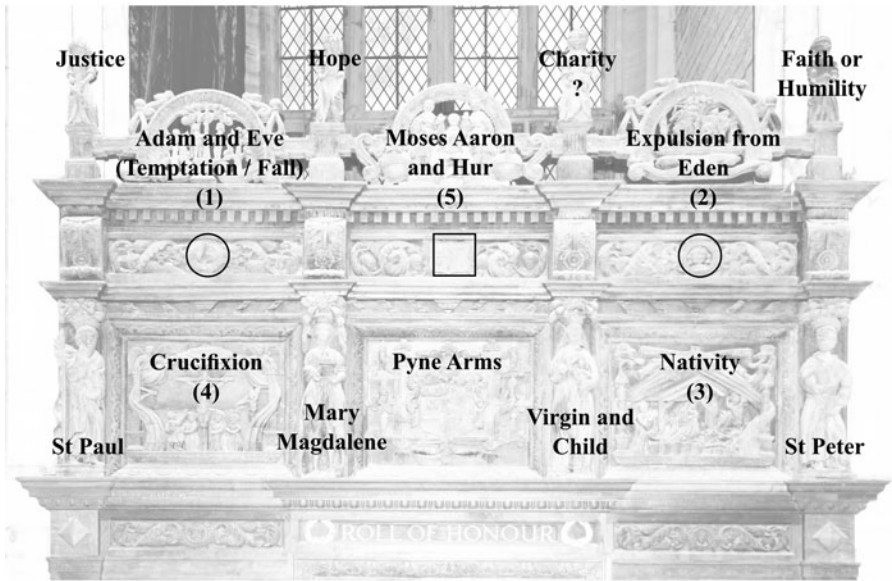 Justice
Hope
Charity
?
Faith or
Humility
Adam and Eve
(Temptation / Fall)
(1)
Moses Aaron
and Hur
(5)
Expulsion from
Eden
(2)
Crucifixion
(4)
Pyne Arms
Nativity
(3)
St Paul
Mary
Magdalene
Virgin and
Child
St Peter
ROLL OF HONOUR